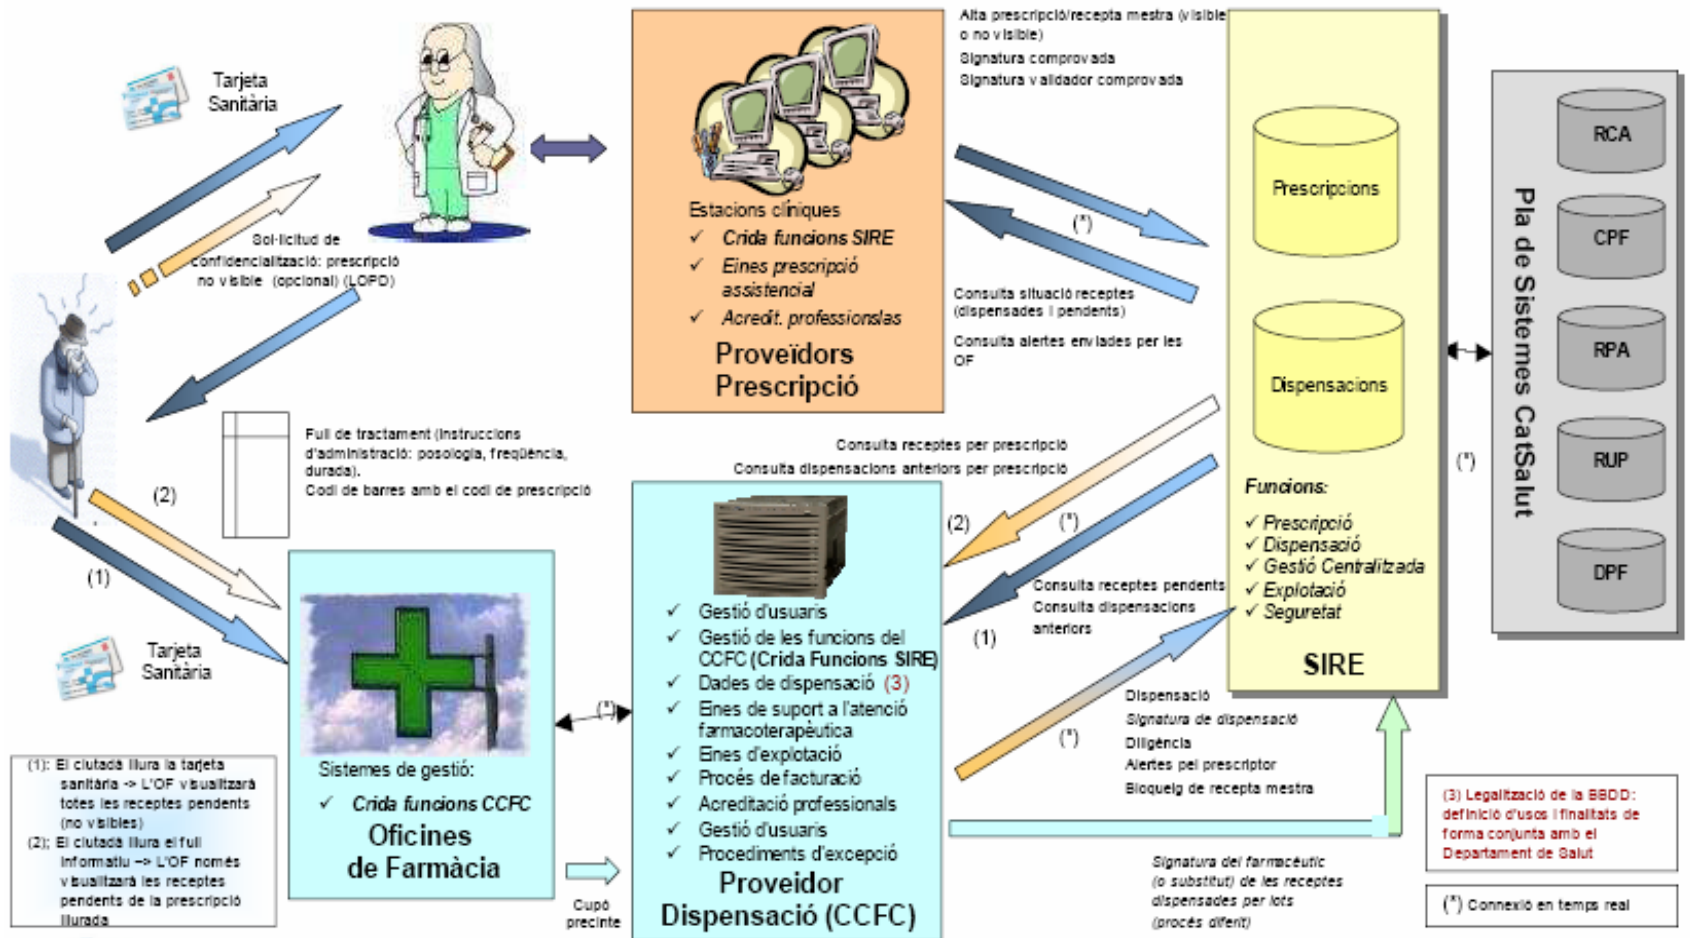 Tarjeta
Sanitària
Sol·licitud de
confidencialització: prescripció
no visible (opcional) (LOPD)
Estacions clíniques
✓ Crida funcions SIRE
✓ Eines prescripció
assistencial
✓ Acredit. professionslas
Proveïdors
Prescripció
Alta prescripció/recepta mestra (visible
o no visible)
Signatura comprovada
Signatura validador comprovada
(*)
Consulta situació receptes
(dispensades i pendents)
Consulta alertes enviades per les
OF
Prescripcions
Dispensacions
Funcions:
✓ Prescripció
✓ Dispensació
✓ Gestió Centralitzada
✓ Explotació
✓ Seguretat
SIRE
(*)
Pla de Sistemes CatSalut
RCA
CPF
RPA
RUP
DPF
Full de tractament (instruccions
d'administració: posologia, freqüència,
durada).
Codi de barres amb el codi de prescripció
(2)
(1)
Tarjeta
Sanitària
Consulta receptes per prescripció
Consulta dispensacions anteriors per prescripció
(2)
(*)
Consulta receptes pendents
Consulta dispensacions
anteriors
(1)
Sistemes de gestió:
✓ Crida funcions CCFC
Oficines
de Farmàcia
(*)
Cupó
precinte
✓ Gestió d'usuaris
✓ Gestió de les funcions del
CCFC (Crida Funcions SIRE)
✓ Dades de dispensació (3)
✓ Eines de suport a l'atenció
farmacoterapèutica
✓ Eines d'explotació
✓ Procés de facturació
✓ Acreditació professionals
✓ Gestió d'usuaris
✓ Procediments d'excepció
Proveidor
Dispensació (CCFC)
(*)
Dispensació
Signatura de dispensació
Diligència
Alertes pel prescriptor
Bloqueig de recepta mestra
Signatura del farmacèutic
(o substitut) de les receptes
dispensades per lots
(procés diferit)
(1): El ciutadà lliura la tarjeta
sanitària -> L'OF visualitzarà
totes les receptes pendents
(no visibles)
(2); El ciutadà lliura el full
informatiu –> L'OF només
visualitzarà les receptes
pendents de la prescripció
lliurada
(3) Legalització de la BBDD:
definició d'usos i finalitats de
forma conjunta amb el
Departament de Salut
(*) Connexió en temps real